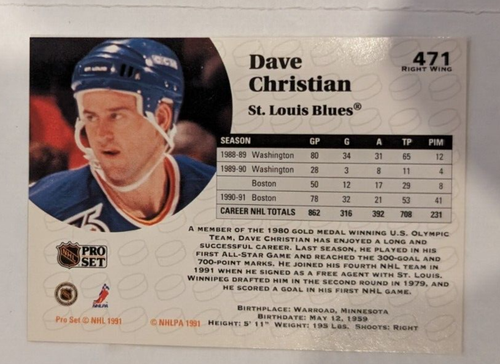 471
RIGHT WING
Dave
Christian
St. Louis Blues®
SEASON GP G A TP PIM
1988-89 Washington 80 34 31 65 12
1989-90 Washington 28 3 8 11 4
Boston 50 12 17 29 8
1990-91 Boston 78 32 21 53 41
CAREER NHL TOTALS 862 316 392 708 231
A MEMBER OF THE 1980 GOLD MEDAL WINNING U.S. OLYMPIC
TEAM, DAVE CHRISTIAN HAS ENJOYED A LONG AND
SUCCESSFUL CAREER. LAST SEASON, HE PLAYED IN HIS
FIRST ALL-STAR GAME AND REACHED THE 300-GOAL AND
700-POINT MARKS. HE JOINED HIS FOURTH NHL TEAM IN
1991 WHEN HE SIGNED AS A FREE AGENT WITH ST. LOUIS.
WINNIPEG DRAFTED HIM IN THE SECOND ROUND IN 1979, AND
HE SCORED A GOAL IN HIS FIRST NHL GAME.
BIRTHPLACE: WARROAD, MINNESOTA
BIRTHDATE: MAY 12, 1959
HEIGHT: 5' 11" WEIGHT: 195 LBS. SHOOTS: RIGHT
75
NHL
PRO
SET
NHLPA
Pro Set © NHL 1991
© NHLPA 1991